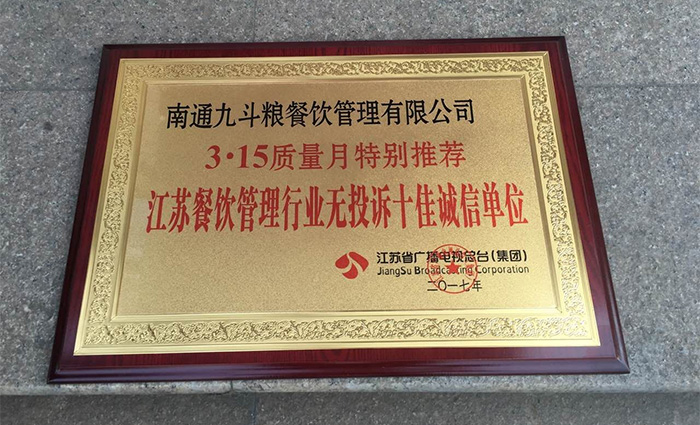 南通九斗粮餐饮管理有限公司
3·15质量月特别推荐
江苏餐饮管理行业无投诉十佳诚信单位
江苏省广播电视总台(集团)
JiangSu Broadcasting Corporation
二〇一七年